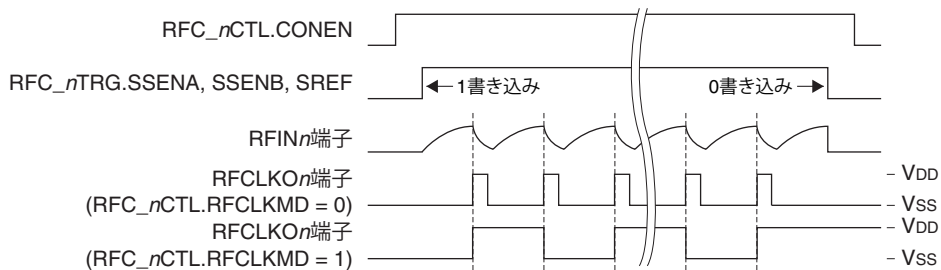 RFC_nCTL.CONEN
RFC_nTRG.SSENA, SSENB, SREF
1書き込み
0書き込み
RFINn端子
RFCLKOn端子
(RFC_nCTL.RFCLKMD = 0)
VDD
VSS
RFCLKOn端子
(RFC_nCTL.RFCLKMD = 1)
VDD
VSS